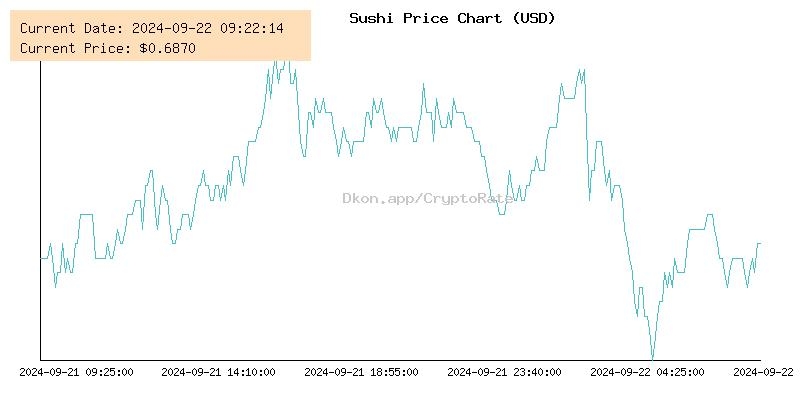 Sushi Price Chart (USD)
Current Date: 2024-09-22 09:22:14
Current Price: $0.6870
Dkon.app/CryptoRate
2024-09-21 09:25:00 2024-09-21 14:10:00 2024-09-21 18:55:00 2024-09-21 23:40:00 2024-09-22 04:25:00 2024-09-22